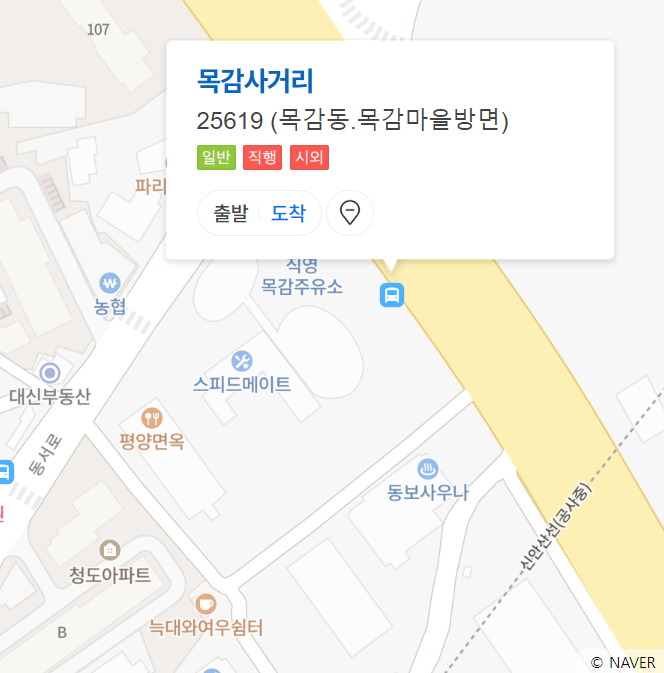 107
목감사거리
25619 (목감동.목감마을방면)
일반 직행 시외
출발 도착
파리
직영
목감주유소
농협
스피드메이트
대신부동산
평양면옥
동서로
동보사우나
신안산선(공사중)
청도아파트
늑대와여우쉼터
B
© NAVER